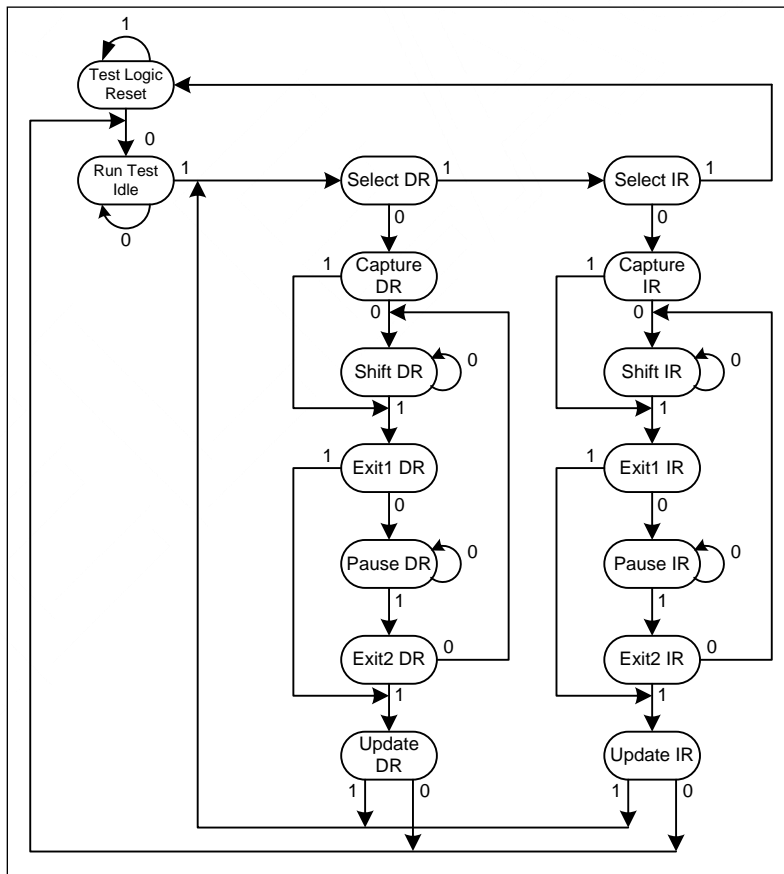 1
Test Logic
Reset
0
Run Test
Idle
1
0
Select DR
1
Select IR
1
0
0
1
Capture
DR
0
1
Capture
IR
0
Shift DR
0
Shift IR
0
1
1
1
Exit1 DR
1
Exit1 IR
0
0
Pause DR
0
Pause IR
0
1
1
Exit2 DR
0
Exit2 IR
0
1
1
Update
DR
Update IR
1
0
1
0